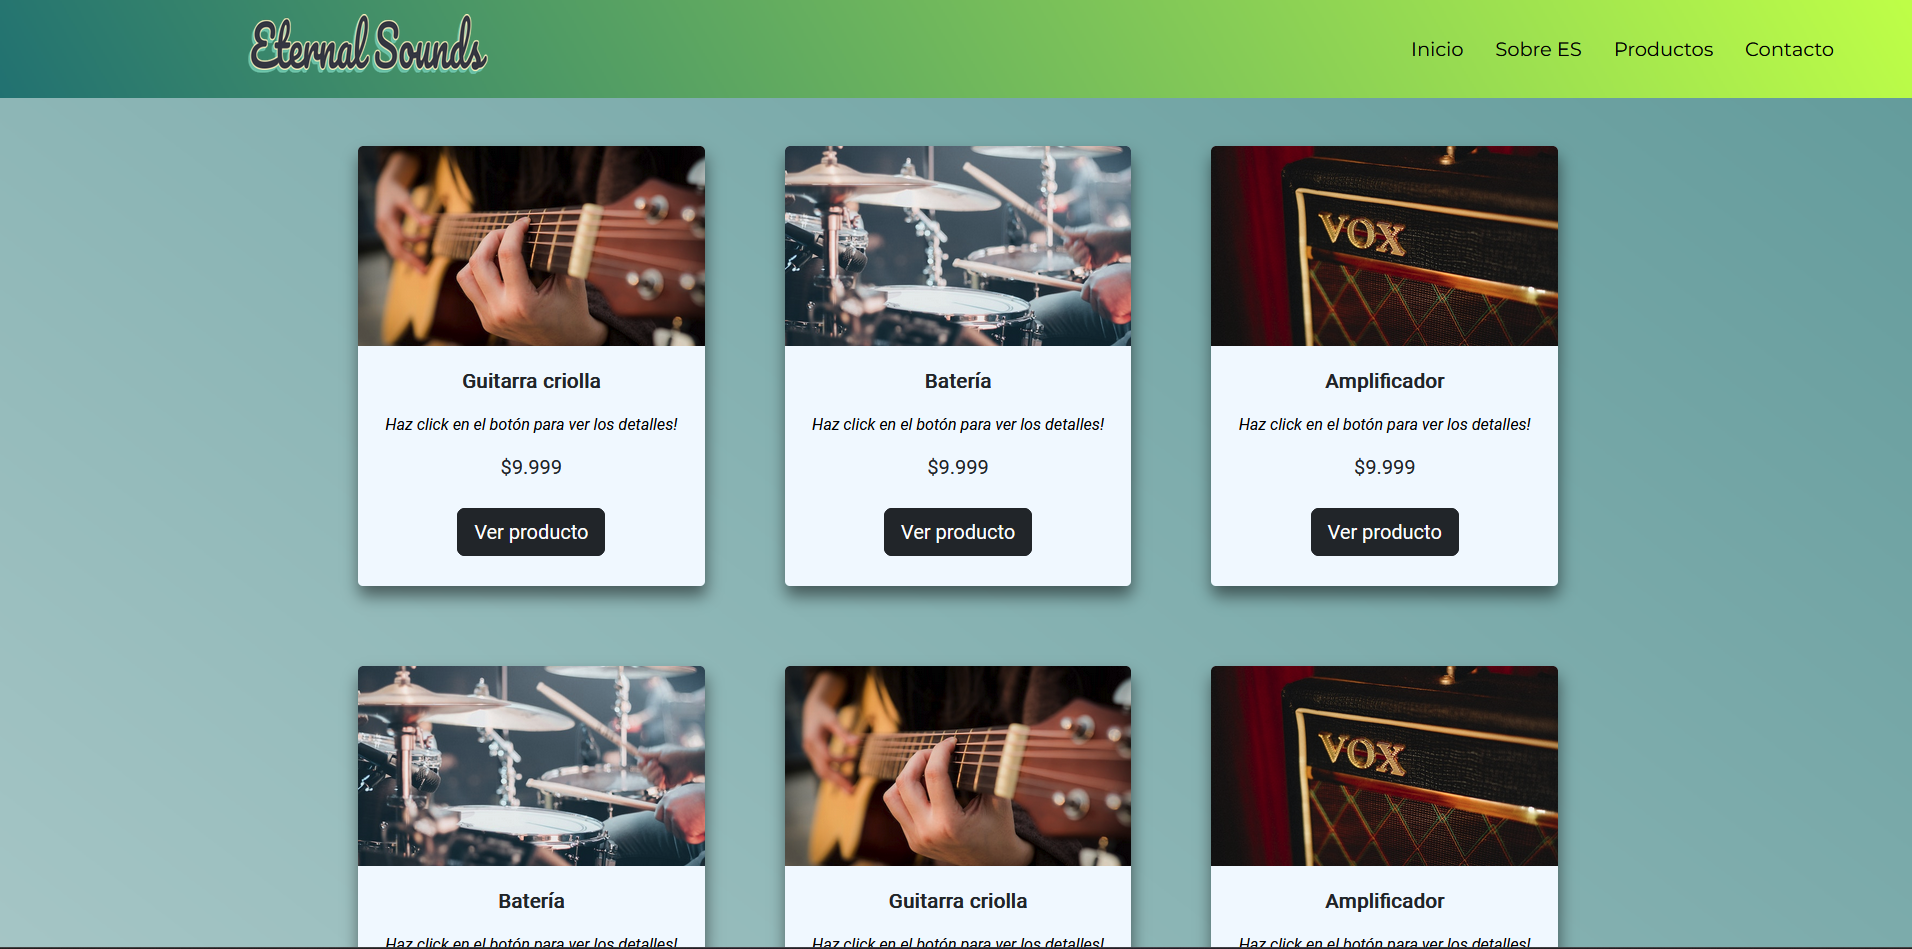 Eternal Sounds
Inicio Sobre ES Productos Contacto
VOX
Guitarra criolla
Haz click en el botón para ver los detalles!
$9.999
Ver producto
Batería
Haz click en el botón para ver los detalles!
$9.999
Ver producto
Amplificador
Haz click en el botón para ver los detalles!
$9.999
Ver producto
VOX
Batería
Haz click en el botón para ver los detalles!
Guitarra criolla
Haz click en el botón para ver los detalles!
Amplificador
Haz click en el botón para ver los detalles!